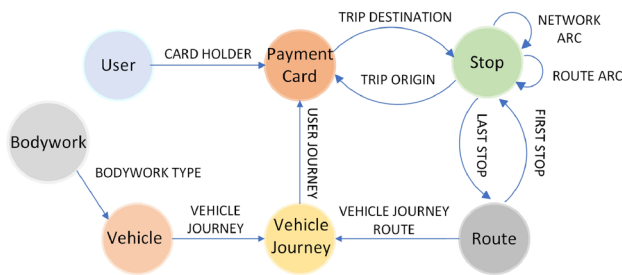 TRIP DESTINATION
NETWORK
ARC
CARD HOLDER
User
Payment
Card
Stop
ROUTE ARC
TRIP ORIGIN
Bodywork
USER JOURNEY
LAST STOP
FIRST STOP
BODYWORK TYPE
VEHICLE
JOURNEY
VEHICLE JOURNEY
ROUTE
Vehicle
Vehicle
Journey
Route